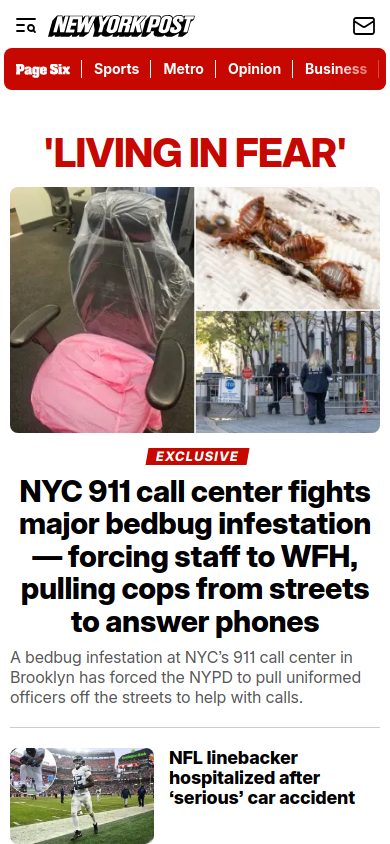 NEW YORK POST
Page Six
Sports
Metro
Opinion
Business
'LIVING IN FEAR'
STOP
EXCLUSIVE
NYC 911 call center fights
major bedbug infestation
— forcing staff to WFH,
pulling cops from streets
to answer phones
A bedbug infestation at NYC’s 911 call center in
Brooklyn has forced the NYPD to pull uniformed
officers off the streets to help with calls.
NFL linebacker
hospitalized after
‘serious’ car accident